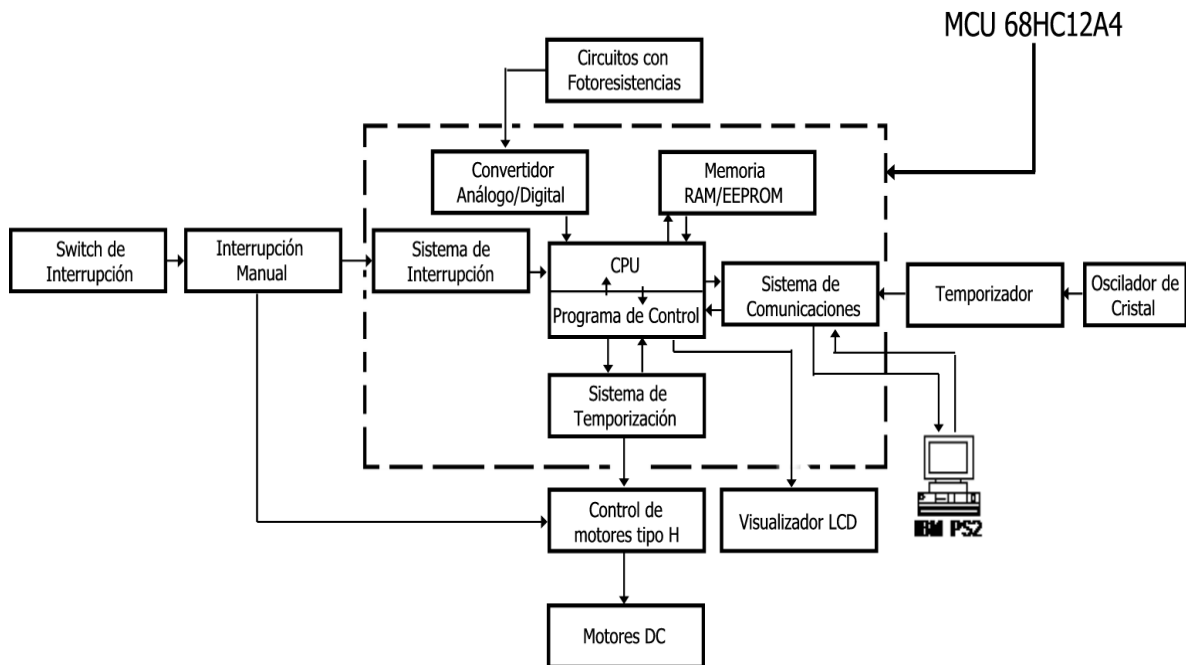 MCU 68HC12A4
Circuitos con
Fotoresistencias
Convertidor
Análogo/Digital
Memoria
RAM/EEPROM
Switch de
Interrupción
Interrupción
Manual
Sistema de
Interrupción
CPU
Programa de Control
Sistema de
Comunicaciones
Temporizador
Oscilador de
Cristal
Sistema de
Temporización
Control de
motores tipo H
Visualizador LCD
IBM PS2
Motores DC